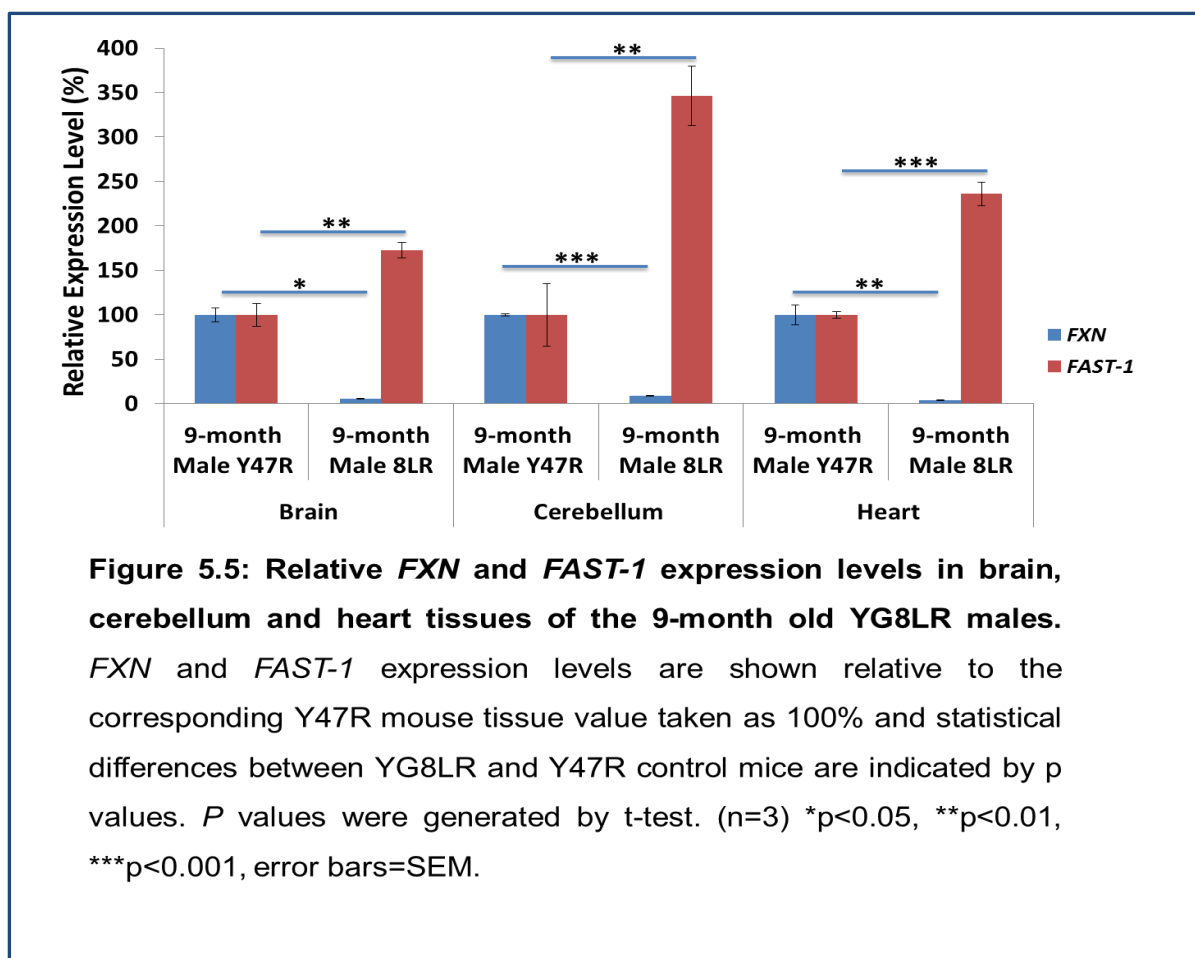 Relative Expression Level (%)
400
350
300
250
200
150
100
50
0
**
*
**
***
***
**
FXN
FAST-1
9-month Male Y47R
9-month Male 8LR
9-month Male Y47R
9-month Male 8LR
9-month Male Y47R
9-month Male 8LR
Brain
Cerebellum
Heart
Figure 5.5: Relative FXN and FAST-1 expression levels in brain,
cerebellum and heart tissues of the 9-month old YG8LR males.
FXN and FAST-1 expression levels are shown relative to the
corresponding Y47R mouse tissue value taken as 100% and statistical
differences between YG8LR and Y47R control mice are indicated by p
values. P values were generated by t-test. (n=3) *p<0.05, **p<0.01,
***p<0.001, error bars=SEM.